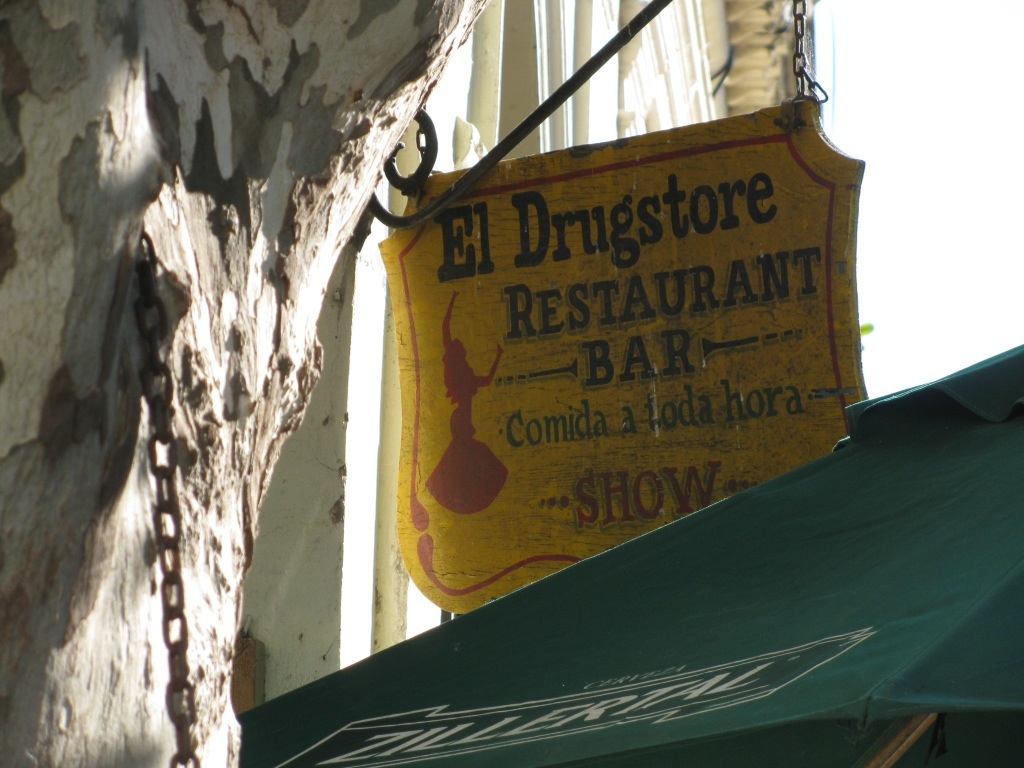 El Drugstore
RESTAURANT
BAR
Comida a toda hora
...SHOW...
CERVEZA
ZILLERTAL